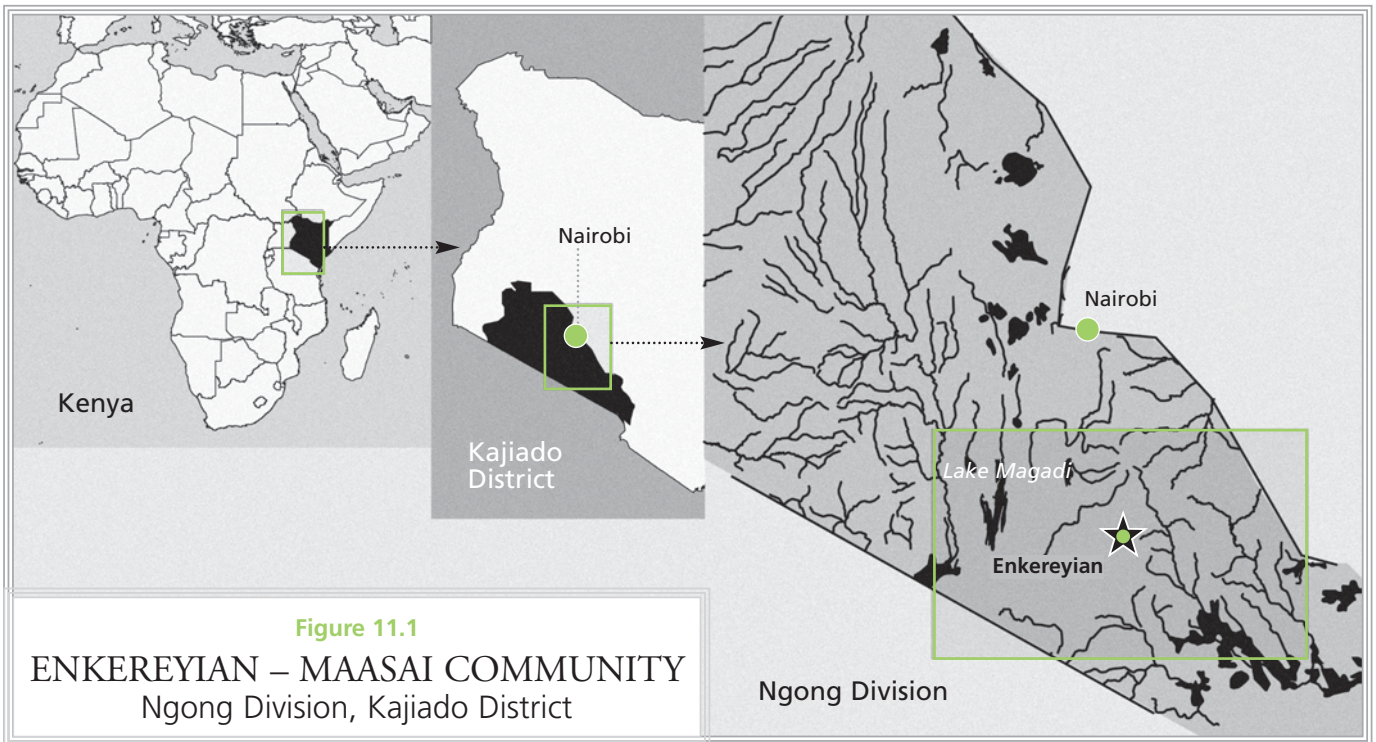 Kenya
Nairobi
Kajiado
District
Nairobi
Lake Magadi
Enkereyian
Ngong Division
Figure 11.1
ENKEREYIAN – MAASAI COMMUNITY
Ngong Division, Kajiado District